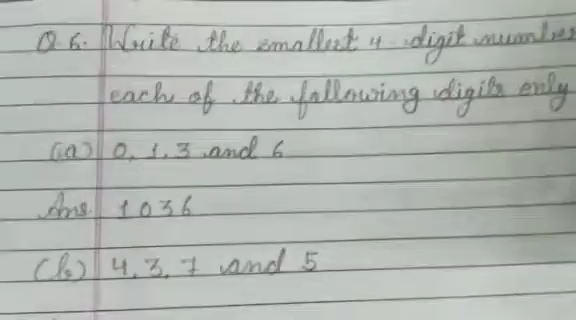 Q.6. Write the smallest 4-digit number
each of the following digits only
(a) 0, 1, 3 and 6
Ans. 1036
(b) 4, 3, 7 and 5